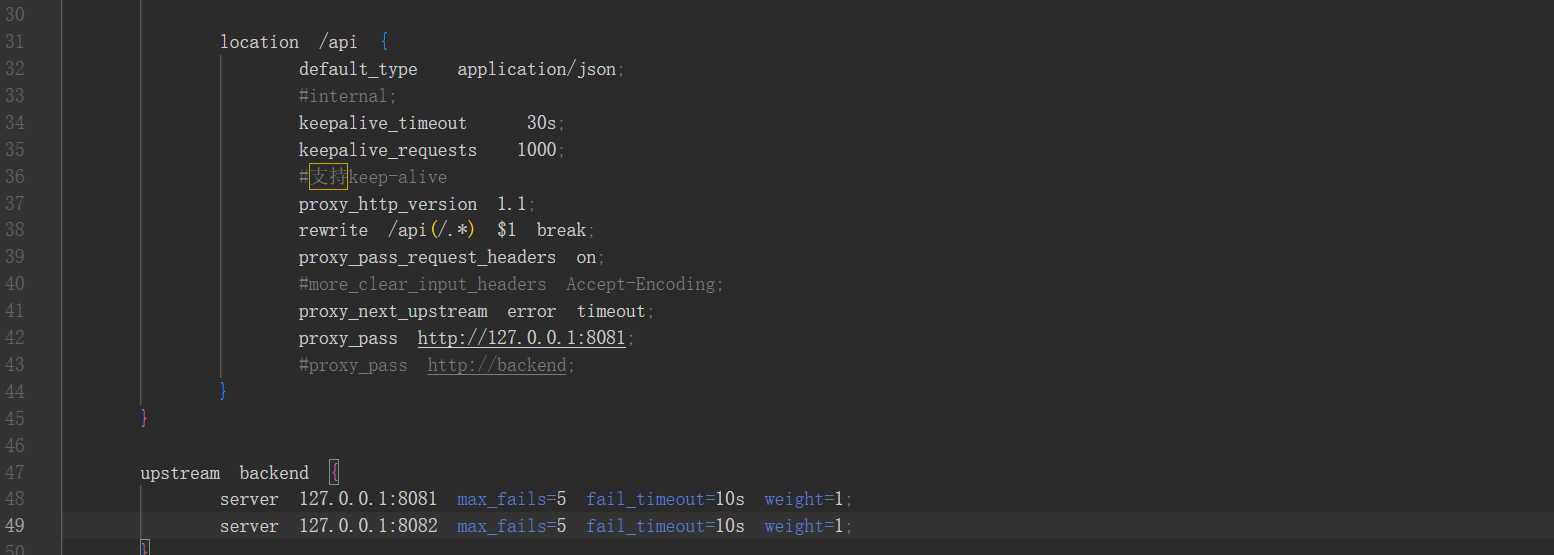 30
31 location /api {
32 default_type application/json;
33 #internal;
34 keepalive_timeout 30s;
35 keepalive_requests 1000;
36 #支持keep-alive
37 proxy_http_version 1.1;
38 rewrite /api(/.*) $1 break;
39 proxy_pass_request_headers on;
40 #more_clear_input_headers Accept-Encoding;
41 proxy_next_upstream error timeout;
42 proxy_pass http://127.0.0.1:8081;
43 #proxy_pass http://backend;
44 }
45 }
46
47 upstream backend {
48 server 127.0.0.1:8081 max_fails=5 fail_timeout=10s weight=1;
49 server 127.0.0.1:8082 max_fails=5 fail_timeout=10s weight=1;
50 }